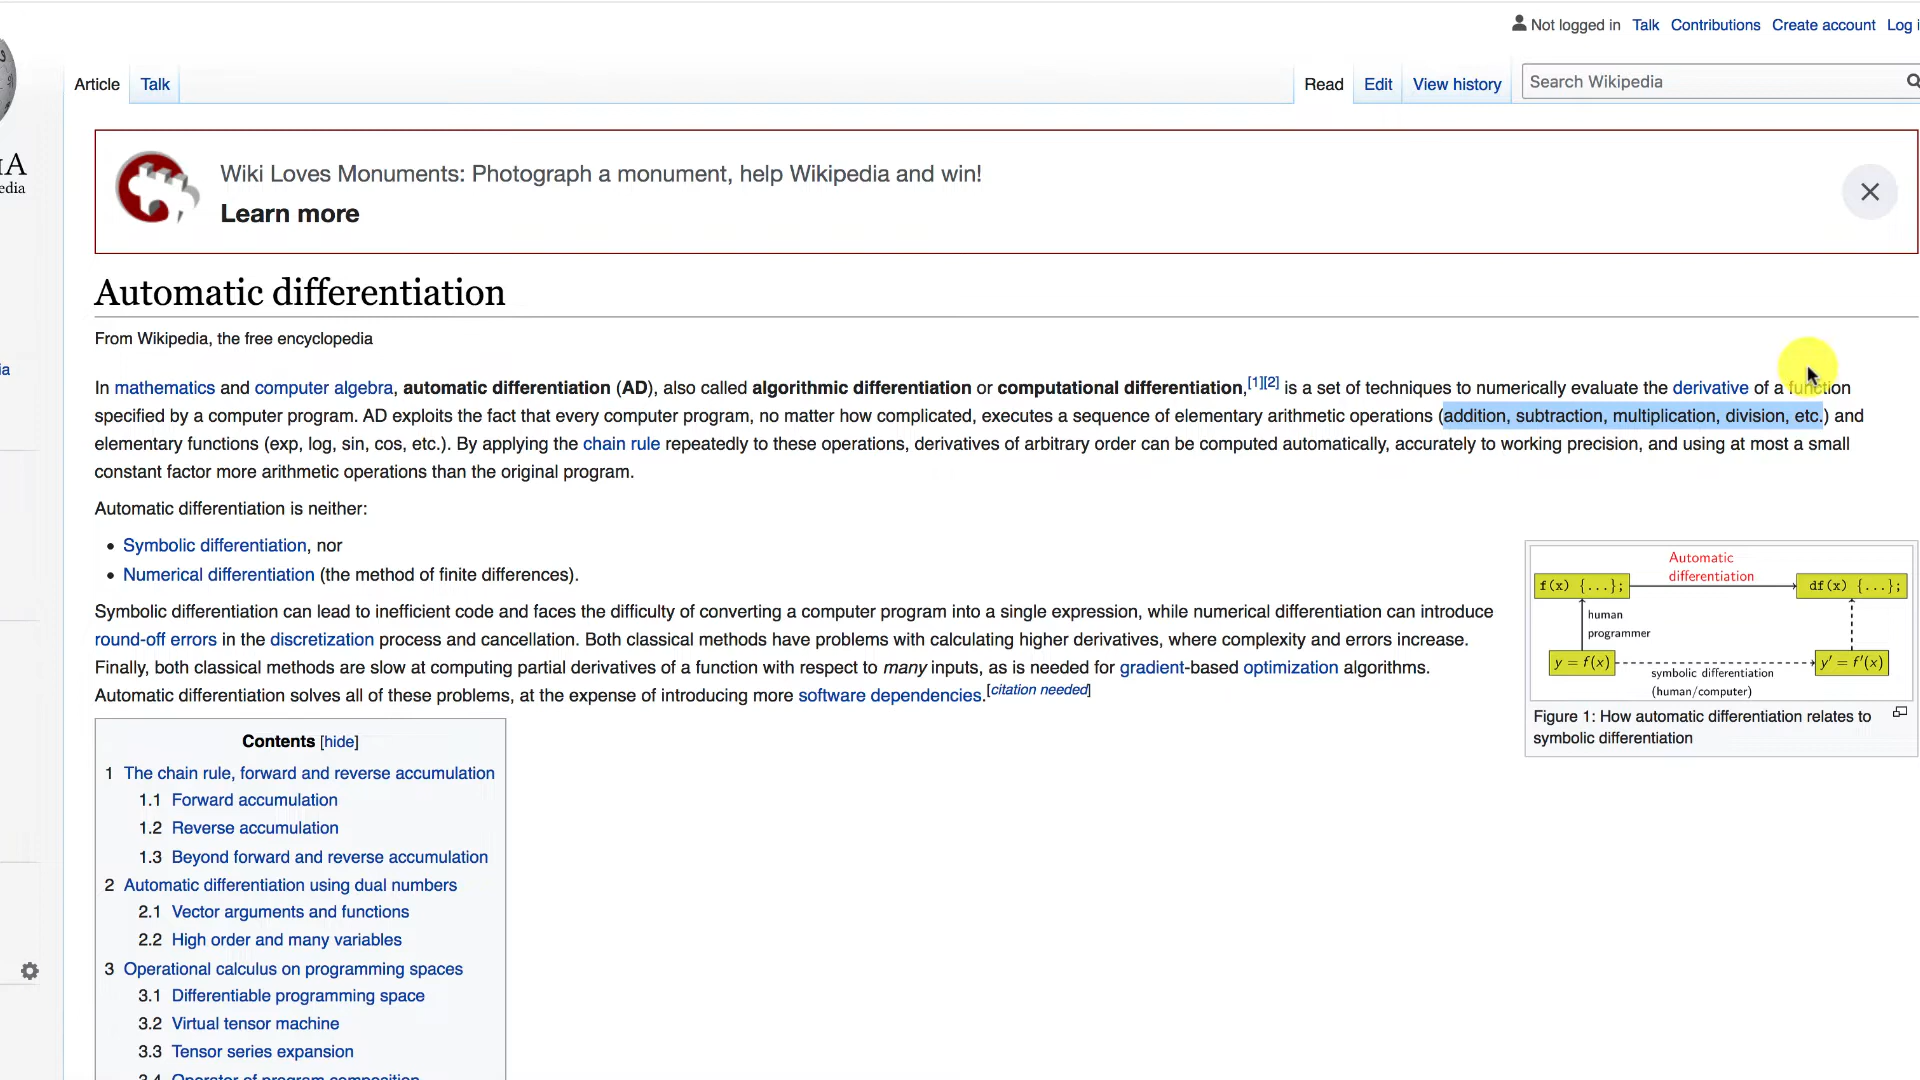 Not logged in Talk Contributions Create account Log i
Article Talk Read Edit View history Search Wikipedia
IA
edia
Wiki Loves Monuments: Photograph a monument, help Wikipedia and win!
Learn more
Automatic differentiation
From Wikipedia, the free encyclopedia
ia
In mathematics and computer algebra, automatic differentiation (AD), also called algorithmic differentiation or computational differentiation,[1][2] is a set of techniques to numerically evaluate the derivative of a function
specified by a computer program. AD exploits the fact that every computer program, no matter how complicated, executes a sequence of elementary arithmetic operations (addition, subtraction, multiplication, division, etc.) and
elementary functions (exp, log, sin, cos, etc.). By applying the chain rule repeatedly to these operations, derivatives of arbitrary order can be computed automatically, accurately to working precision, and using at most a small
constant factor more arithmetic operations than the original program.
Automatic differentiation is neither:
• Symbolic differentiation, nor
• Numerical differentiation (the method of finite differences).
Symbolic differentiation can lead to inefficient code and faces the difficulty of converting a computer program into a single expression, while numerical differentiation can introduce
round-off errors in the discretization process and cancellation. Both classical methods have problems with calculating higher derivatives, where complexity and errors increase.
Finally, both classical methods are slow at computing partial derivatives of a function with respect to many inputs, as is needed for gradient-based optimization algorithms.
Automatic differentiation solves all of these problems, at the expense of introducing more software dependencies.[citation needed]
Automatic
differentiation
f(x) {...}; df(x) {...};
human
programmer
y = f(x) y′ = f′(x)
symbolic differentiation
(human/computer)
Figure 1: How automatic differentiation relates to
symbolic differentiation
Contents [hide]
1 The chain rule, forward and reverse accumulation
1.1 Forward accumulation
1.2 Reverse accumulation
1.3 Beyond forward and reverse accumulation
2 Automatic differentiation using dual numbers
2.1 Vector arguments and functions
2.2 High order and many variables
3 Operational calculus on programming spaces
3.1 Differentiable programming space
3.2 Virtual tensor machine
3.3 Tensor series expansion
3.4 Operator of program composition